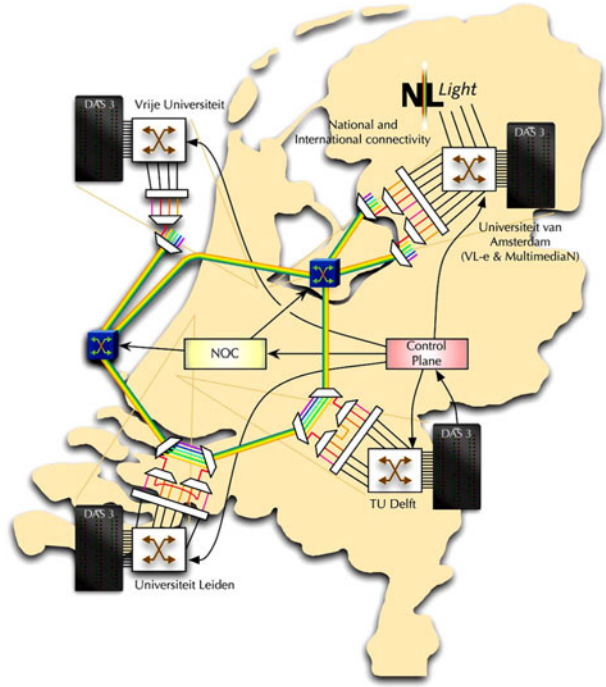 NL Light
DAS 3
Vrije Universiteit
National and
International connectivity
DAS 3
Universiteit van
Amsterdam
(VL-e & MultimediaN)
NOC
Control
Plane
DAS 3
TU Delft
DAS 3
Universiteit Leiden